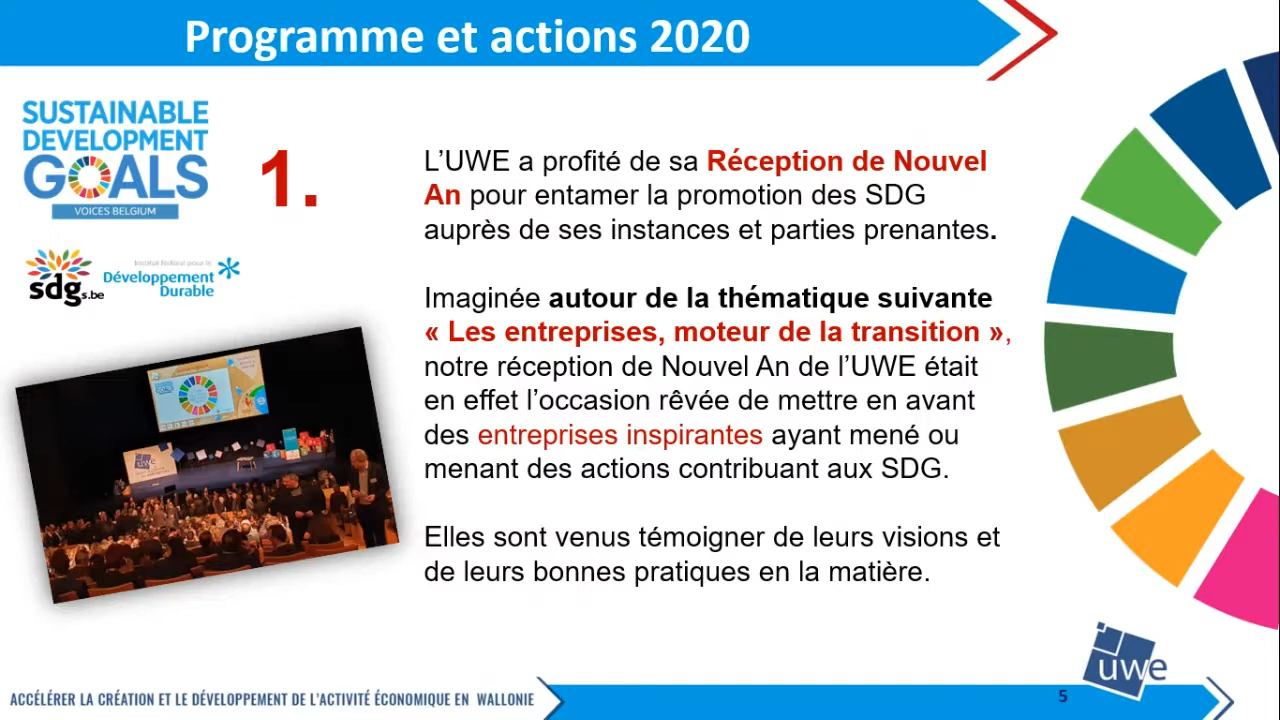 Programme et actions 2020
SUSTAINABLE
DEVELOPMENT
GOALS
VOICES BELGIUM
sdgs.be
Développement
Durable
1.
L’UWE a profité de sa Réception de Nouvel
An pour entamer la promotion des SDG
auprès de ses instances et parties prenantes.
Imaginée autour de la thématique suivante
« Les entreprises, moteur de la transition »,
notre réception de Nouvel An de l’UWE était
en effet l’occasion rêvée de mettre en avant
des entreprises inspirantes ayant mené ou
menant des actions contribuant aux SDG.
Elles sont venus témoigner de leurs visions et
de leurs bonnes pratiques en la matière.
uwe
uwe
ACCÉLÉRER LA CRÉATION ET LE DÉVELOPPEMENT DE L’ACTIVITÉ ÉCONOMIQUE EN WALLONIE
5